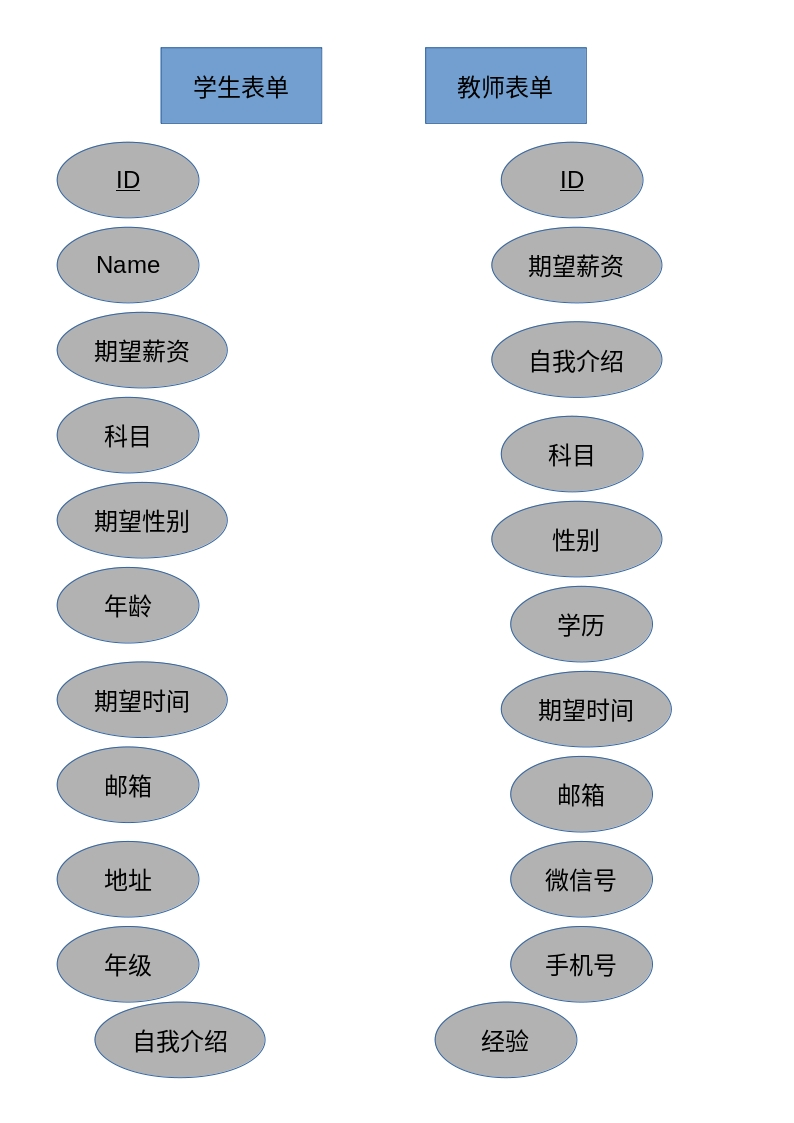 学生表单
教师表单
ID
Name
期望薪资
科目
期望性别
年龄
期望时间
邮箱
地址
年级
自我介绍
ID
期望薪资
自我介绍
科目
性别
学历
期望时间
邮箱
微信号
手机号
经验